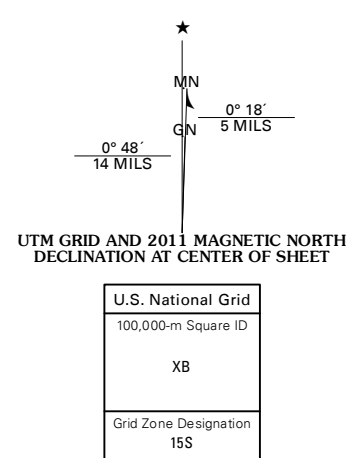 ★
MN
0° 18´
5 MILS
GN
0° 48´
14 MILS
UTM GRID AND 2011 MAGNETIC NORTH
DECLINATION AT CENTER OF SHEET
U.S. National Grid
100,000-m Square ID
XB
Grid Zone Designation
15S